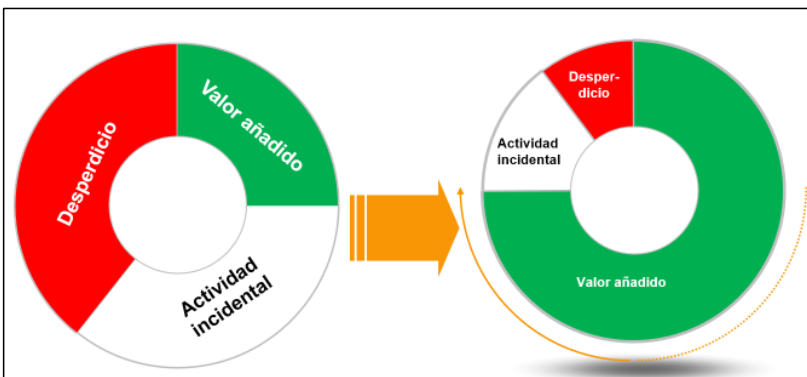 Desperdicio
Valor añadido
Actividad
incidental
Desper-
dicio
Actividad
incidental
Valor añadido